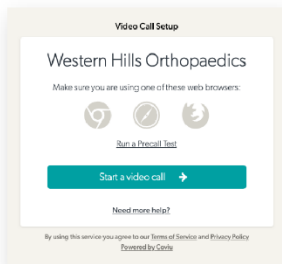 Video Call Setup
Western Hills Orthopaedics
Make sure you are using one of these web browsers:
Run a Precall Test
Start a video call
Need more help?
By using this service you agree to our Terms of Service and Privacy Policy
Powered by Coviu